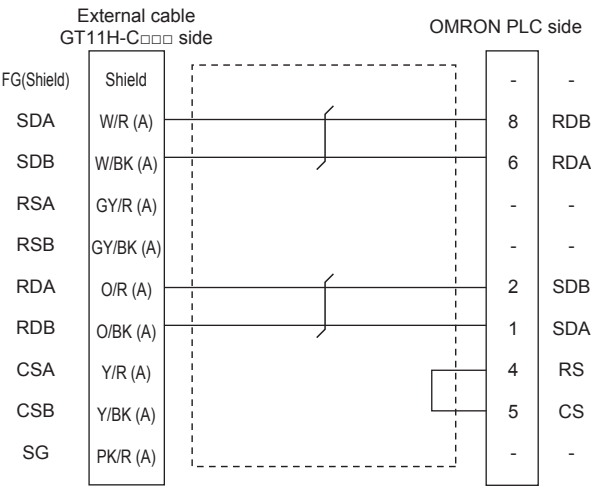 External cable
GT11H-C□□□ side
OMRON PLC side
FG(Shield) Shield - -
SDA W/R (A) 8 RDB
SDB W/BK (A) 6 RDA
RSA GY/R (A) - -
RSB GY/BK (A) - -
RDA O/R (A) 2 SDB
RDB O/BK (A) 1 SDA
CSA Y/R (A) 4 RS
CSB Y/BK (A) 5 CS
SG PK/R (A) - -